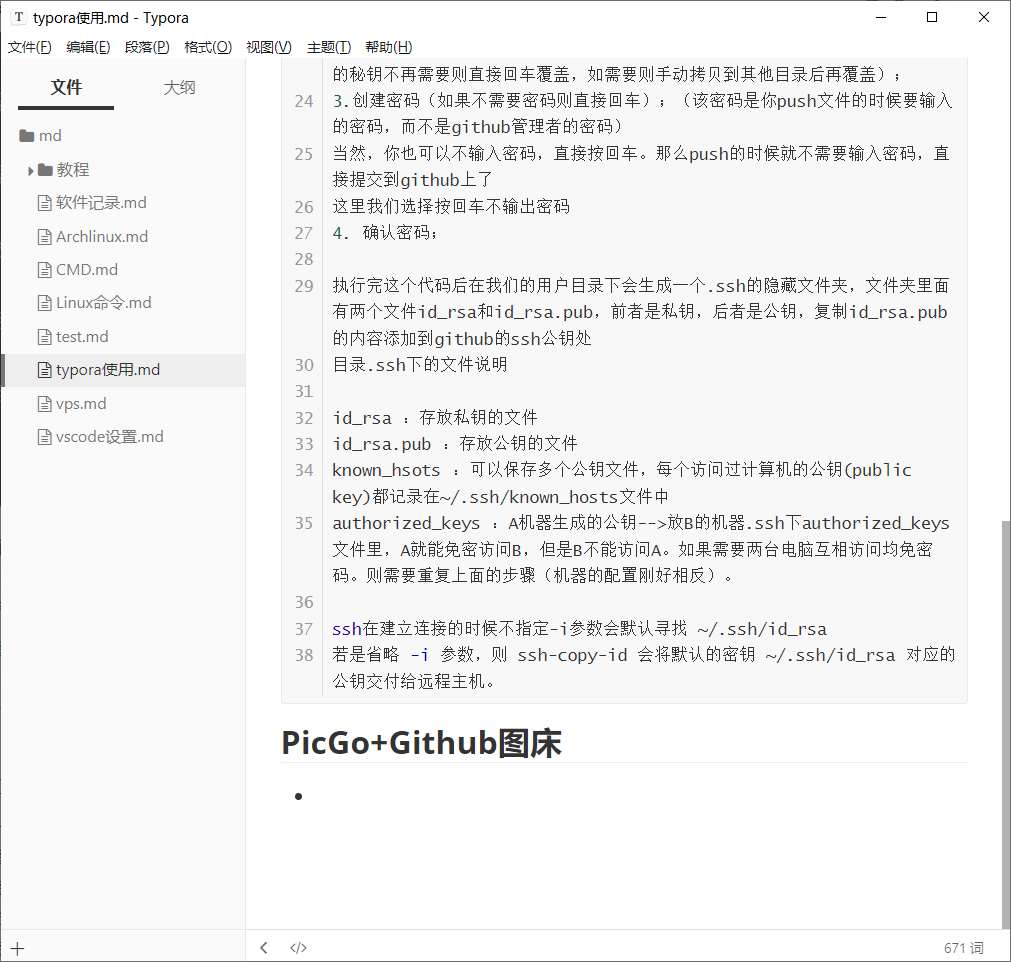 typora使用.md - Typora
文件(F) 编辑(E) 段落(P) 格式(O) 视图(V) 主题(T) 帮助(H)
文件 大纲
md
教程
软件记录.md
Archlinux.md
CMD.md
Linux命令.md
test.md
typora使用.md
vps.md
vscode设置.md
的秘钥不再需要则直接回车覆盖，如需要则手动拷贝到其他目录后再覆盖）；
24 3.创建密码（如果不需要密码则直接回车）；（该密码是你push文件的时候要输入
的密码，而不是github管理者的密码）
25 当然，你也可以不输入密码，直接按回车。那么push的时候就不需要输入密码，直
接提交到github上了
26 这里我们选择按回车不输出密码
27 4. 确认密码；
28
29 执行完这个代码后在我们的用户目录下会生成一个.ssh的隐藏文件夹，文件夹里面
有两个文件id_rsa和id_rsa.pub，前者是私钥，后者是公钥，复制id_rsa.pub
的内容添加到github的ssh公钥处
30 目录.ssh下的文件说明
31
32 id_rsa ：存放私钥的文件
33 id_rsa.pub ：存放公钥的文件
34 known_hsots ：可以保存多个公钥文件，每个访问过计算机的公钥(public
key)都记录在~/.ssh/known_hosts文件中
35 authorized_keys ：A机器生成的公钥-->放B的机器.ssh下authorized_keys
文件里，A就能免密访问B，但是B不能访问A。如果需要两台电脑互相访问均免密
码。则需要重复上面的步骤（机器的配置刚好相反）。
36
37 ssh在建立连接的时候不指定-i参数会默认寻找 ~/.ssh/id_rsa
38 若是省略 -i 参数，则 ssh-copy-id 会将默认的密钥 ~/.ssh/id_rsa 对应的
公钥交付给远程主机。
PicGo+Github图床
671 词